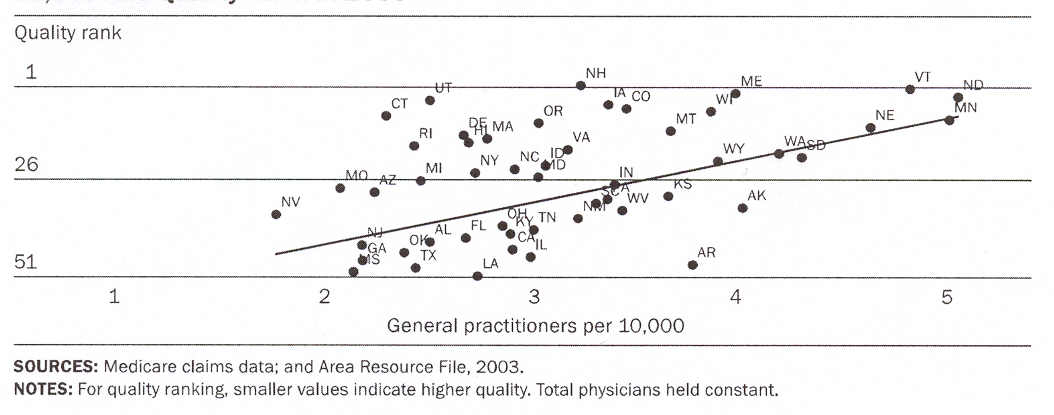 Quality rank
1
NH
VT
ME
ND
UT
IA
CO
WI
CT
MN
OR
MT
NE
DE
HI
MA
RI
VA
WA
SD
WY
NC
ID
NY
MD
26
MI
IN
MO
AZ
KS
AK
NV
WV
NM
OH
TN
KY
FL
AL
NJ
CA
OK
IL
GA
TX
MS
LA
AR
51
1 2 3 4 5
General practitioners per 10,000
SOURCES: Medicare claims data; and Area Resource File, 2003.
NOTES: For quality ranking, smaller values indicate higher quality. Total physicians held constant.